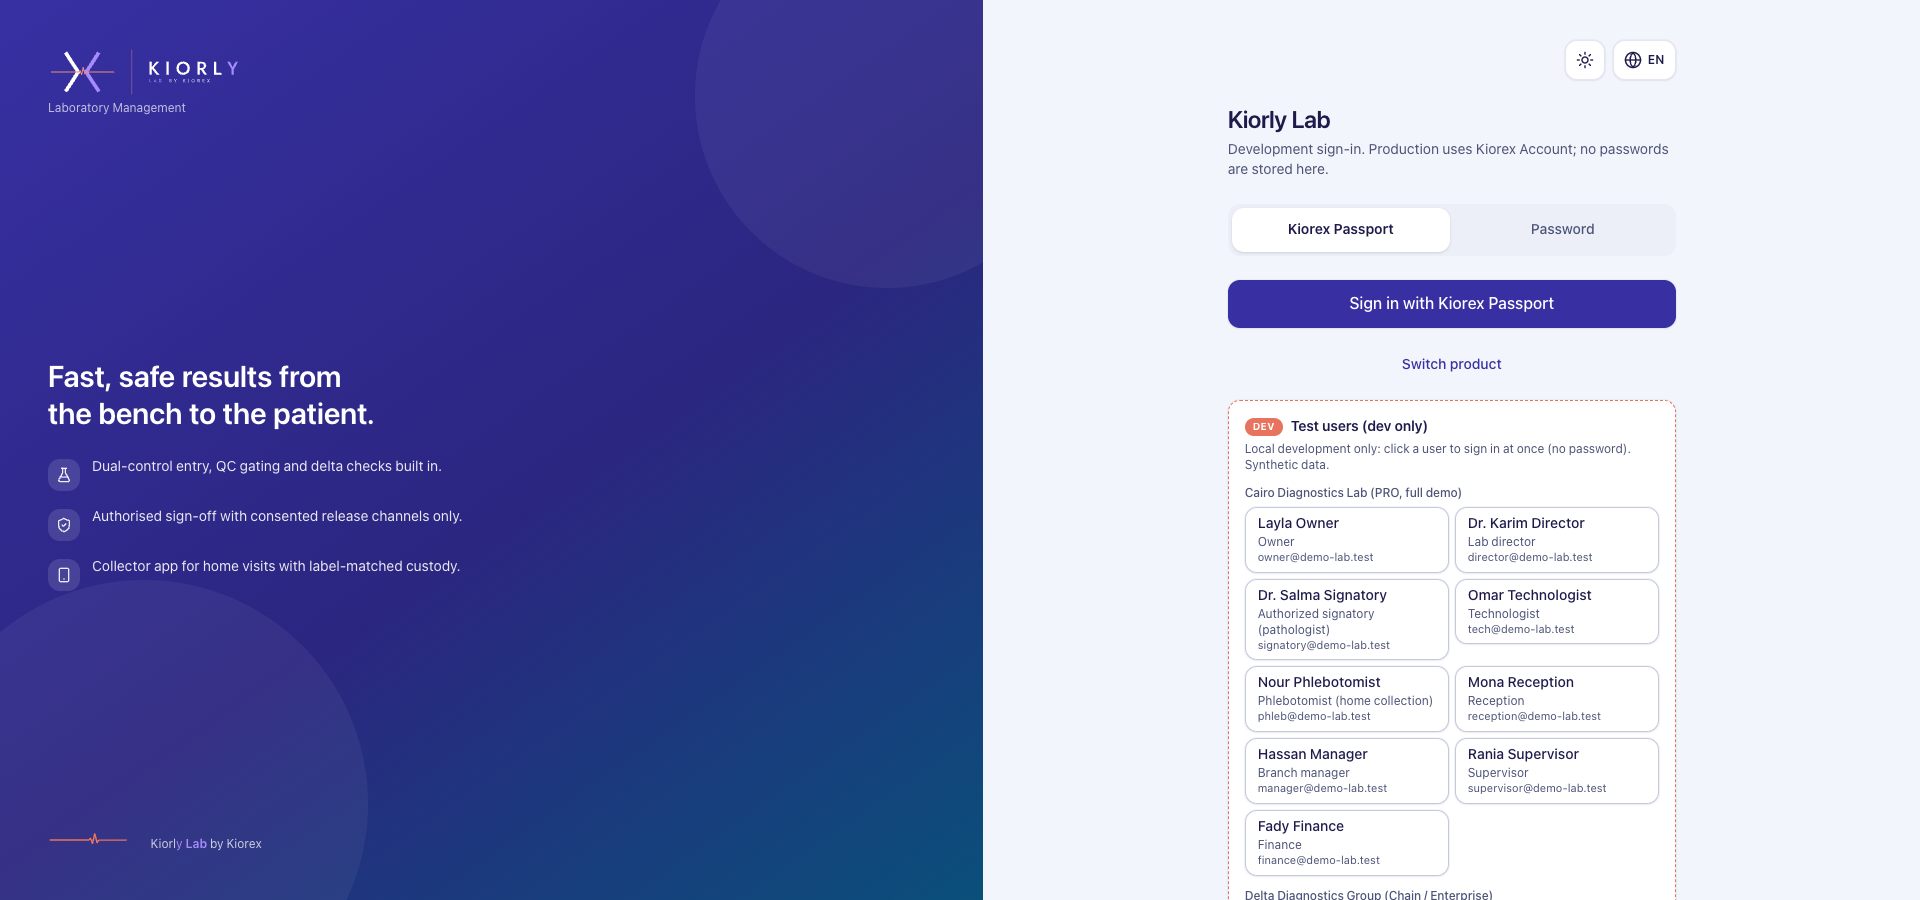 KIORLY
LAB BY KIOREX
Laboratory Management
Fast, safe results from
the bench to the patient.
Dual-control entry, QC gating and delta checks built in.
Authorised sign-off with consented release channels only.
Collector app for home visits with label-matched custody.
Kiorly Lab by Kiorex
EN
Kiorly Lab
Development sign-in. Production uses Kiorex Account; no passwords
are stored here.
Kiorex Passport
Password
Sign in with Kiorex Passport
Switch product
DEV Test users (dev only)
Local development only: click a user to sign in at once (no password).
Synthetic data.
Cairo Diagnostics Lab (PRO, full demo)
Layla Owner
Owner
owner@demo-lab.test
Dr. Karim Director
Lab director
director@demo-lab.test
Dr. Salma Signatory
Authorized signatory
(pathologist)
signatory@demo-lab.test
Omar Technologist
Technologist
tech@demo-lab.test
Nour Phlebotomist
Phlebotomist (home collection)
phleb@demo-lab.test
Mona Reception
Reception
reception@demo-lab.test
Hassan Manager
Branch manager
manager@demo-lab.test
Rania Supervisor
Supervisor
supervisor@demo-lab.test
Fady Finance
Finance
finance@demo-lab.test
Delta Diagnostics Group (Chain / Enterprise)